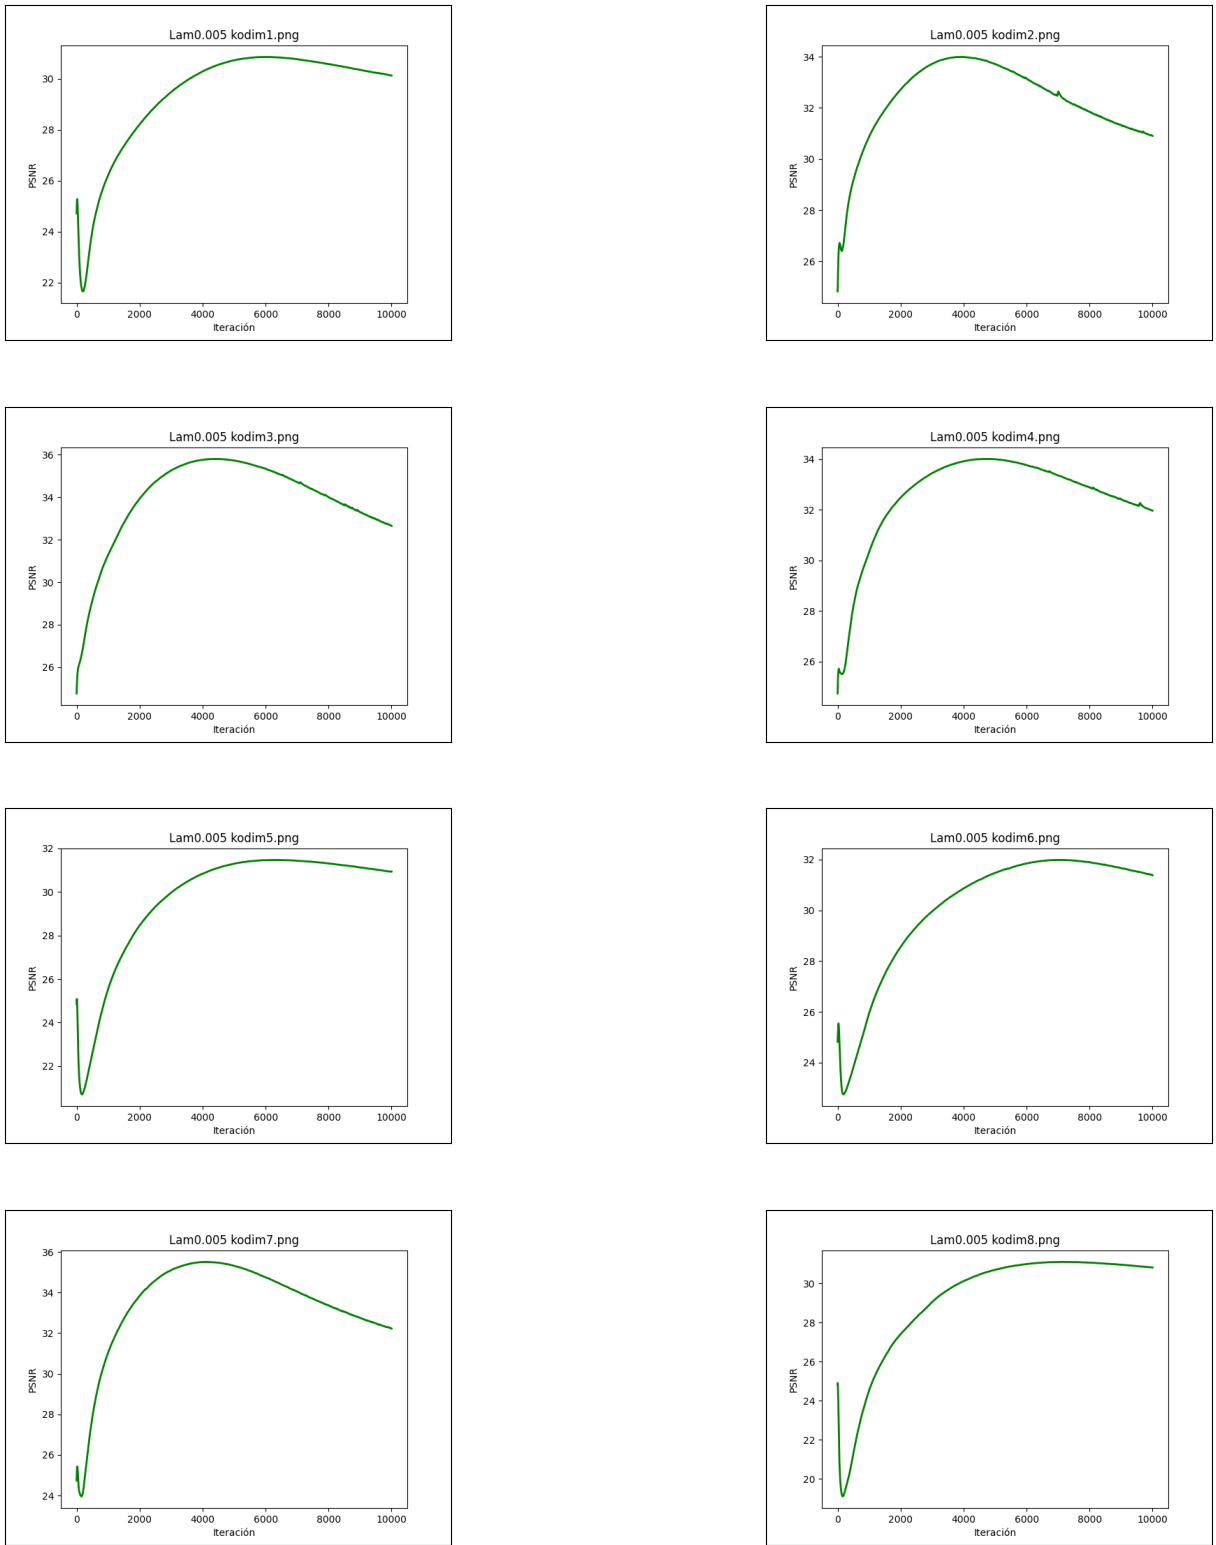 Lam0.005 kodim1.png
PSNR
30
28
26
24
22
0 2000 4000 6000 8000 10000
Iteración
Lam0.005 kodim2.png
PSNR
34
32
30
28
26
0 2000 4000 6000 8000 10000
Iteración
Lam0.005 kodim3.png
PSNR
36
34
32
30
28
26
0 2000 4000 6000 8000 10000
Iteración
Lam0.005 kodim4.png
PSNR
34
32
30
28
26
0 2000 4000 6000 8000 10000
Iteración
Lam0.005 kodim5.png
PSNR
32
30
28
26
24
22
0 2000 4000 6000 8000 10000
Iteración
Lam0.005 kodim6.png
PSNR
32
30
28
26
24
0 2000 4000 6000 8000 10000
Iteración
Lam0.005 kodim7.png
PSNR
36
34
32
30
28
26
24
0 2000 4000 6000 8000 10000
Iteración
Lam0.005 kodim8.png
PSNR
30
28
26
24
22
20
0 2000 4000 6000 8000 10000
Iteración